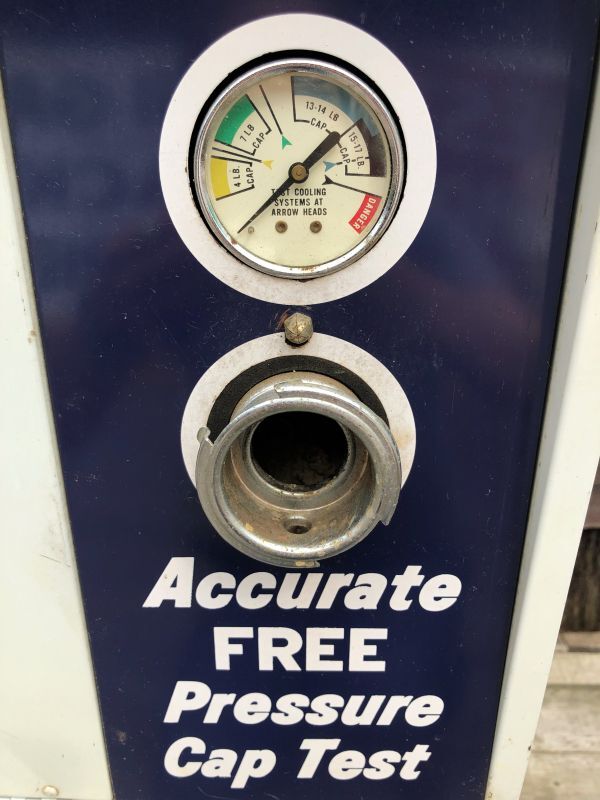 13-14 LB
CAP
15-17 LB.
CAP
7 LB
CAP
4 LB.
CAP
TEST COOLING
SYSTEMS AT
ARROW HEADS
DANGER
Accurate
FREE
Pressure
Cap Test